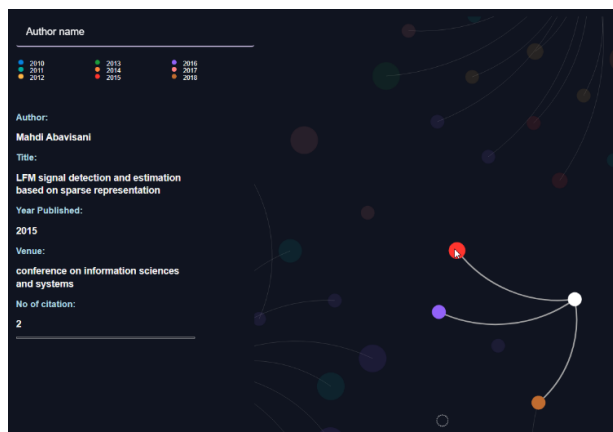 Author name
2010 2013 2016
2011 2014 2017
2012 2015 2018
Author:
Mahdi Abavisani
Title:
LFM signal detection and estimation
based on sparse representation
Year Published:
2015
Venue:
conference on information sciences
and systems
No of citation:
2